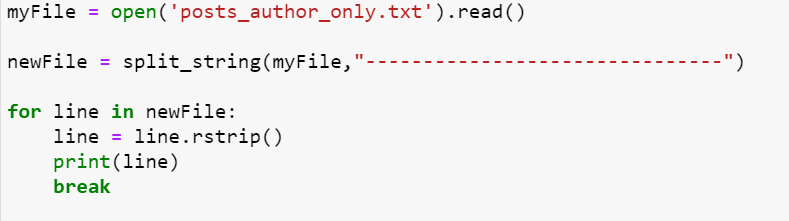 myFile = open('posts_author_only.txt').read()
newFile = split_string(myFile,"-------------------------------")
for line in newFile:
    line = line.rstrip()
    print(line)
    break